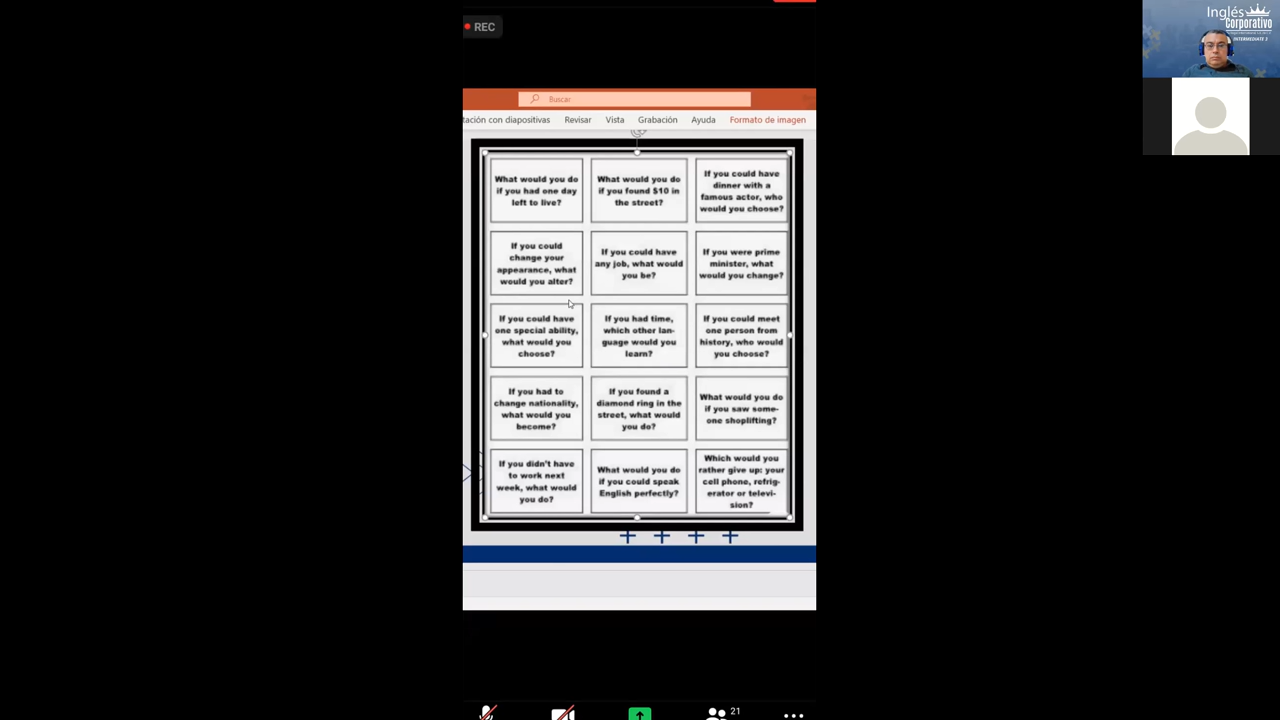 REC
Buscar
tación con diapositivas Revisar Vista Grabación Ayuda Formato de imagen
What would you do
if you had one day
left to live?
What would you do
if you found $10 in
the street?
If you could have
dinner with a
famous actor, who
would you choose?
If you could
change your
appearance, what
would you alter?
If you could have
any job, what would
you be?
If you were prime
minister, what
would you change?
If you could have
one special ability,
what would you
choose?
If you had time,
which other lan-
guage would you
learn?
If you could meet
one person from
history, who would
you choose?
If you had to
change nationality,
what would you
become?
If you found a
diamond ring in the
street, what would
you do?
What would you do
if you saw some-
one shoplifting?
If you didn't have
to work next
week, what would
you do?
What would you do
if you could speak
English perfectly?
Which would you
rather give up: your
cell phone, refrig-
erator or televi-
sion?
21
Inglés
Corporativo
INTERMEDIATE 3